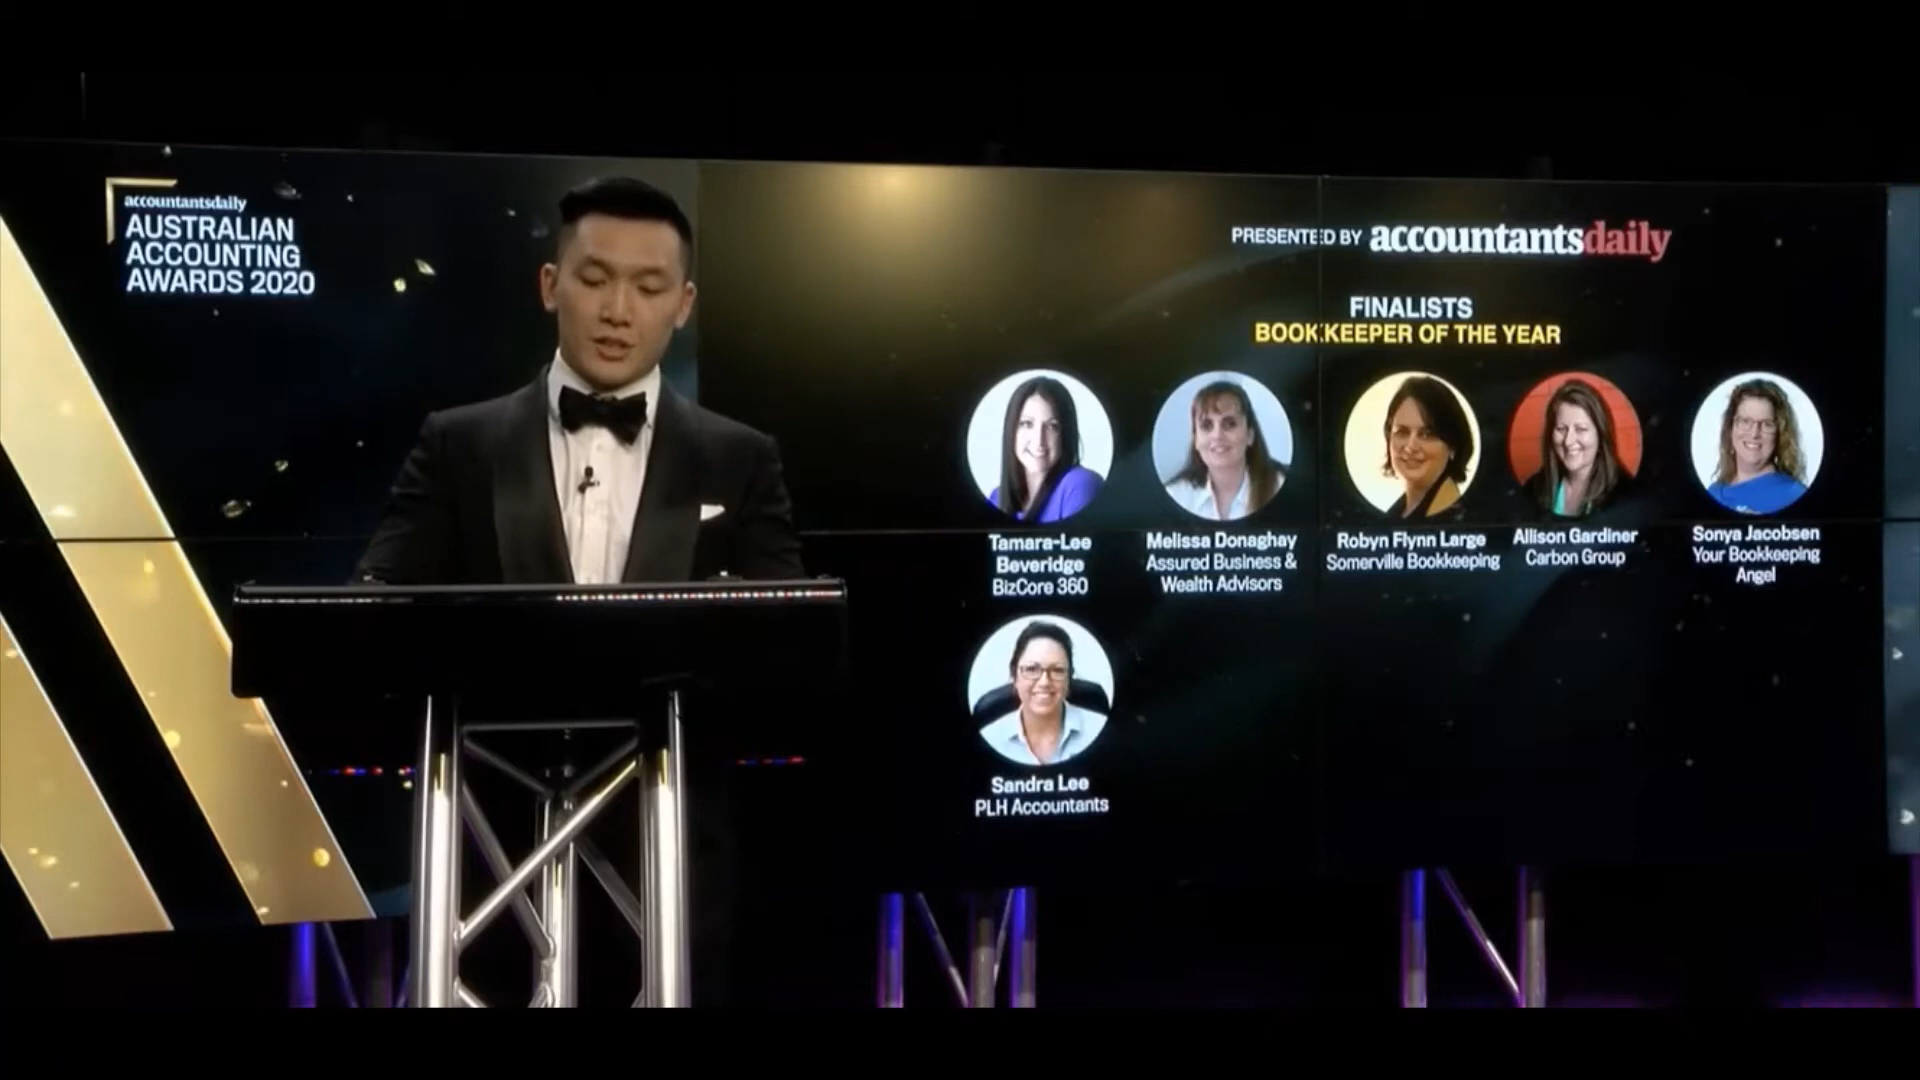 accountantsdaily
AUSTRALIAN
ACCOUNTING
AWARDS 2020
PRESENTED BY accountantsdaily
FINALISTS
BOOKKEEPER OF THE YEAR
Tamara-Lee
Beveridge
BizCore 360
Melissa Donaghay
Assured Business &
Wealth Advisors
Robyn Flynn Large
Somerville Bookkeeping
Allison Gardiner
Carbon Group
Sonya Jacobsen
Your Bookkeeping
Angel
Sandra Lee
PLH Accountants